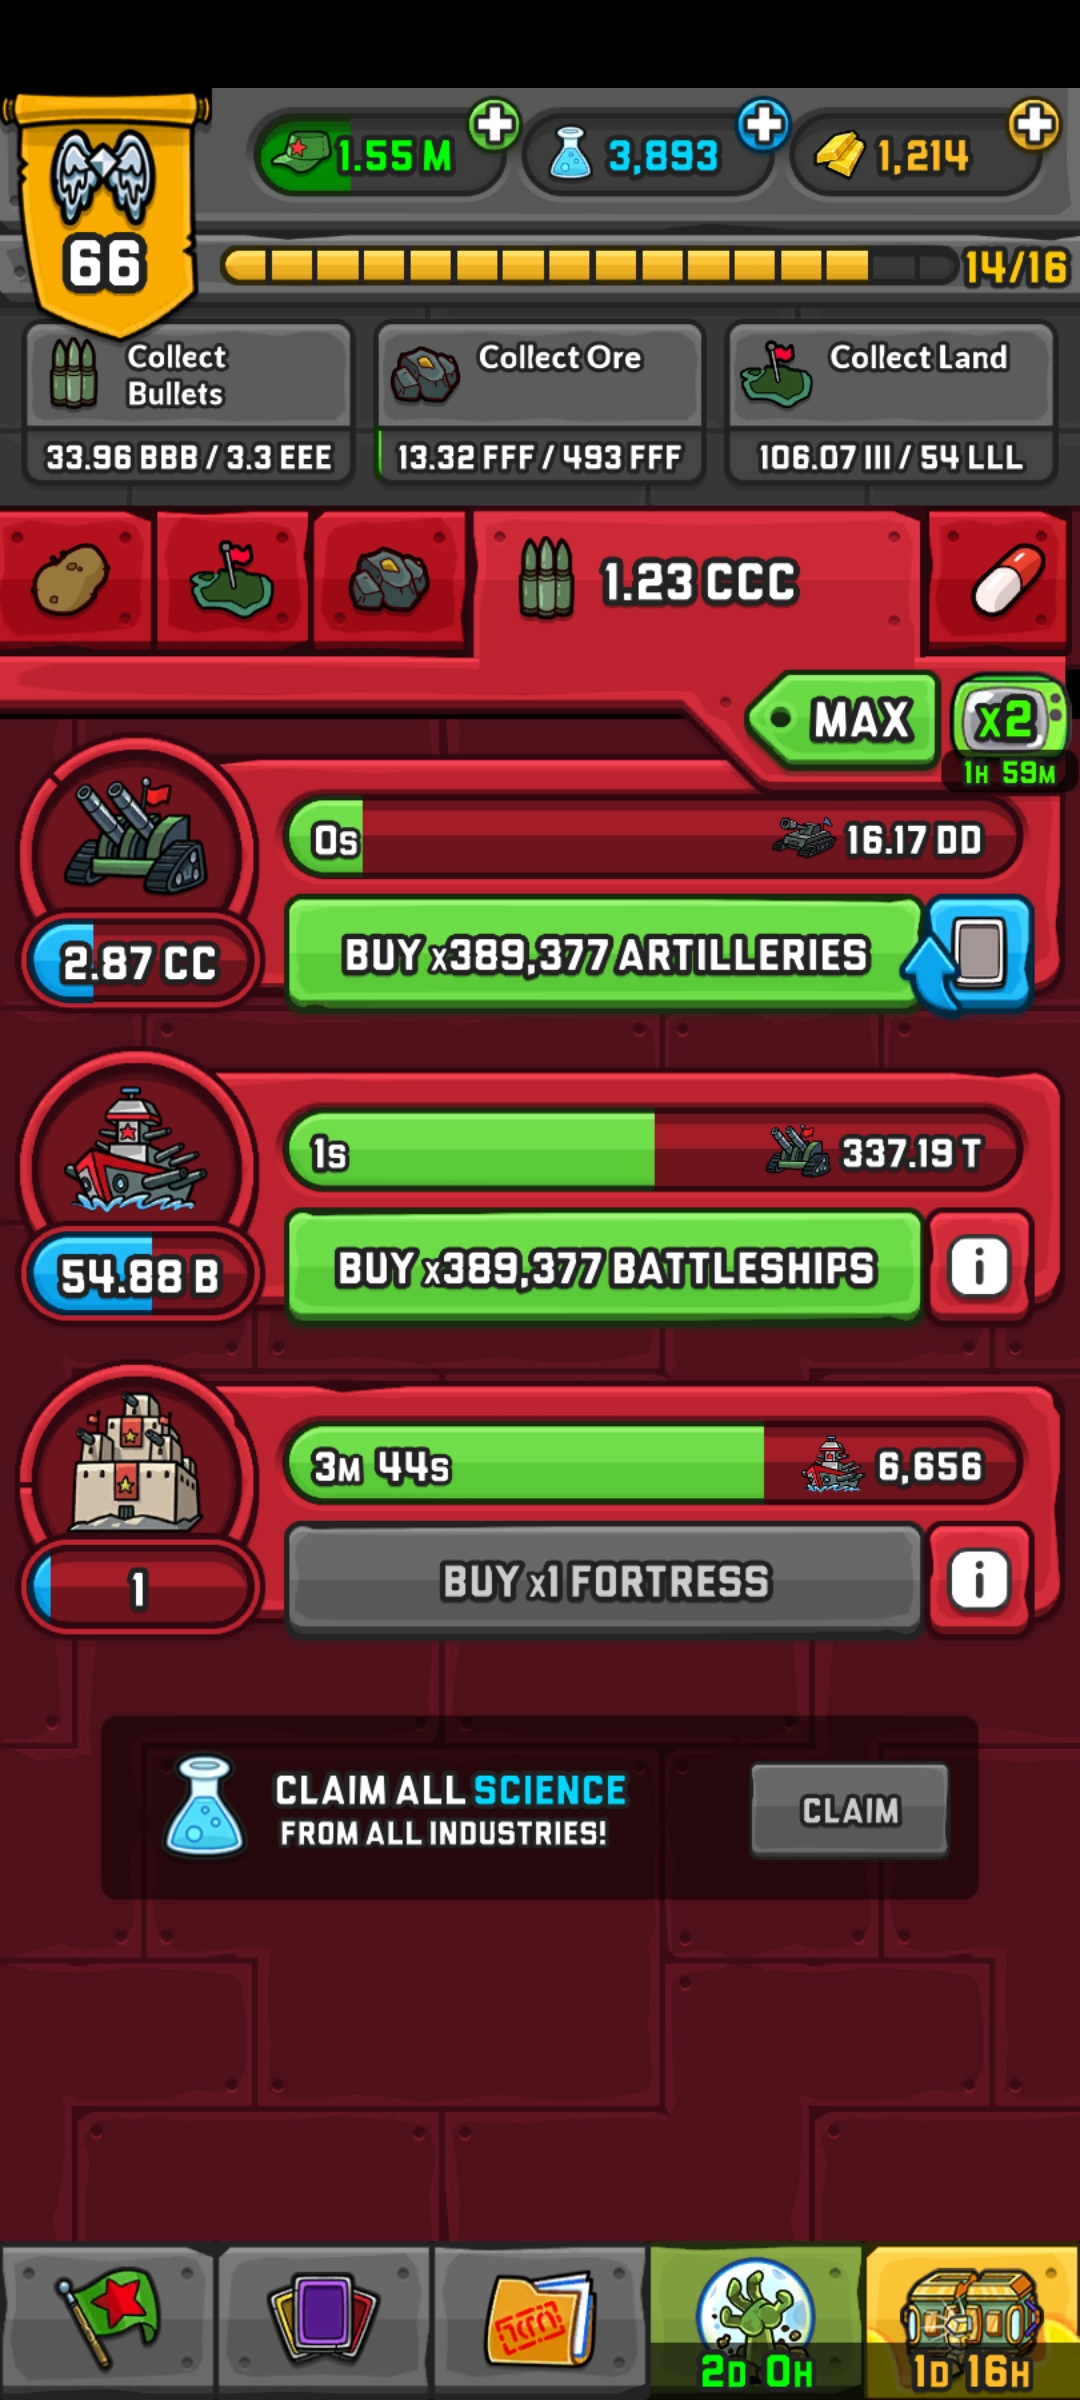 66
1.55 M
3,893
1,214
14/16
Collect
Bullets
33.96 BBB / 3.3 EEE
Collect Ore
13.32 FFF / 493 FFF
Collect Land
106.07 III / 54 LLL
1.23 CCC
MAX
x2
1H 59M
0s
16.17 DD
2.87 CC
BUY x389,377 ARTILLERIES
1s
337.19 T
54.88 B
BUY x389,377 BATTLESHIPS
i
3M 44s
6,656
1
BUY x1 FORTRESS
i
CLAIM ALL SCIENCE
FROM ALL INDUSTRIES!
CLAIM
2D 0H
1D 16H